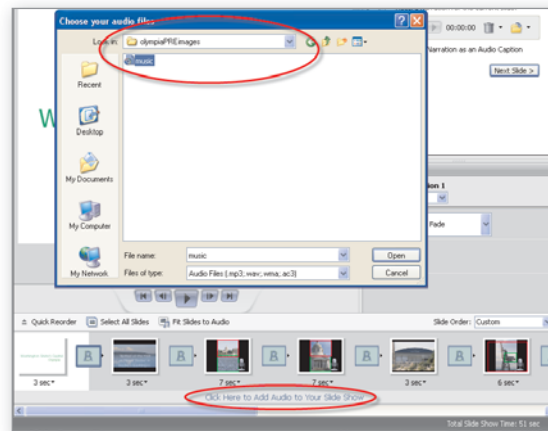 Choose your audio files
Look in: olympiaPREimages
music
Recent
Desktop
My Documents
My Computer
My Network
File name: music
Files of type: Audio Files (.mp3; wav; wma; ac3)
Open
Cancel
00:00:00
Narration as an Audio Caption
Next Slide >
W
ion 1
Fade
Quick Reorder
Select All Slides
Fit Slides to Audio
Slide Order: Custom
3 sec
3 sec
7 sec
7 sec
3 sec
6 sec
Click Here to Add Audio to Your Slide Show
Total Slide Show Time: 51 sec